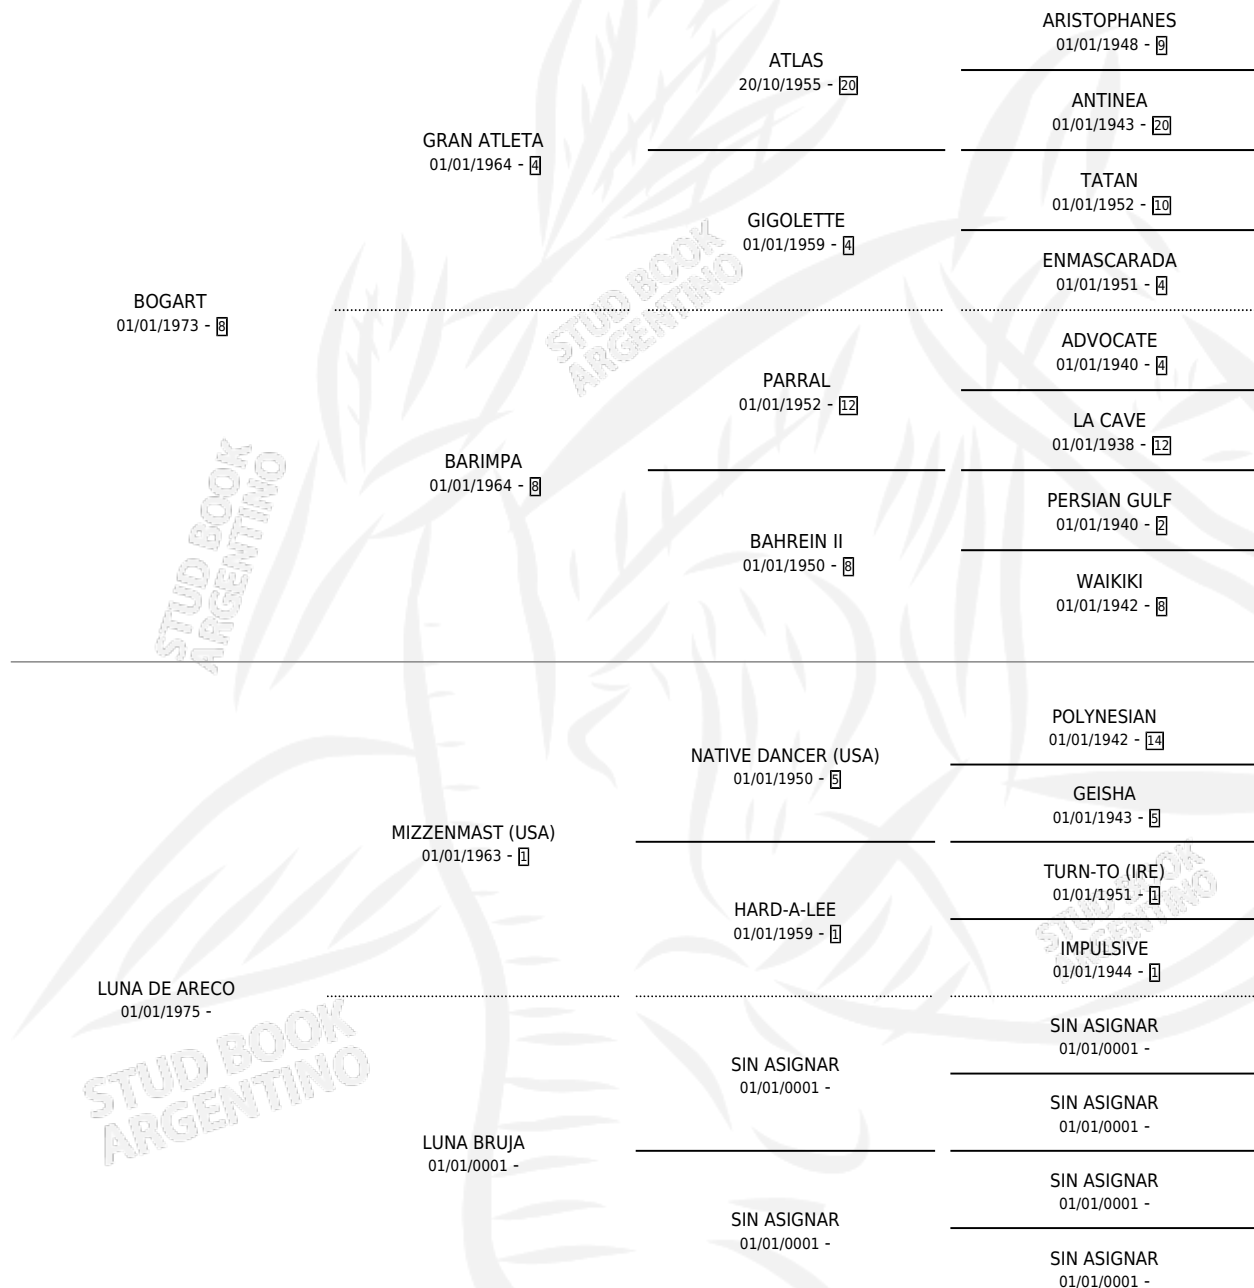 ARISTOPHANES
01/01/1948 - 9
ATLAS
20/10/1955 - 20
ANTINEA
01/01/1943 - 20
GRAN ATLETA
01/01/1964 - 4
TATAN
01/01/1952 - 10
GIGOLETTE
01/01/1959 - 4
ENMASCARADA
01/01/1951 - 4
BOGART
01/01/1973 - 8
ADVOCATE
01/01/1940 - 4
PARRAL
01/01/1952 - 12
LA CAVE
01/01/1938 - 12
BARIMPA
01/01/1964 - 8
PERSIAN GULF
01/01/1940 - 2
BAHREIN II
01/01/1950 - 8
WAIKIKI
01/01/1942 - 8
POLYNESIAN
01/01/1942 - 14
NATIVE DANCER (USA)
01/01/1950 - 5
GEISHA
01/01/1943 - 5
MIZZENMAST (USA)
01/01/1963 - 1
TURN-TO (IRE)
01/01/1951 - 1
HARD-A-LEE
01/01/1959 - 1
IMPULSIVE
01/01/1944 - 1
LUNA DE ARECO
01/01/1975 -
SIN ASIGNAR
01/01/0001 -
SIN ASIGNAR
01/01/0001 -
SIN ASIGNAR
01/01/0001 -
LUNA BRUJA
01/01/0001 -
SIN ASIGNAR
01/01/0001 -
SIN ASIGNAR
01/01/0001 -
SIN ASIGNAR
01/01/0001 -
STUD BOOK
ARGENTINO
STUD BOOK
ARGENTINO
STUD BOOK
ARGENTINO
STUD BOOK
ARGENTINO